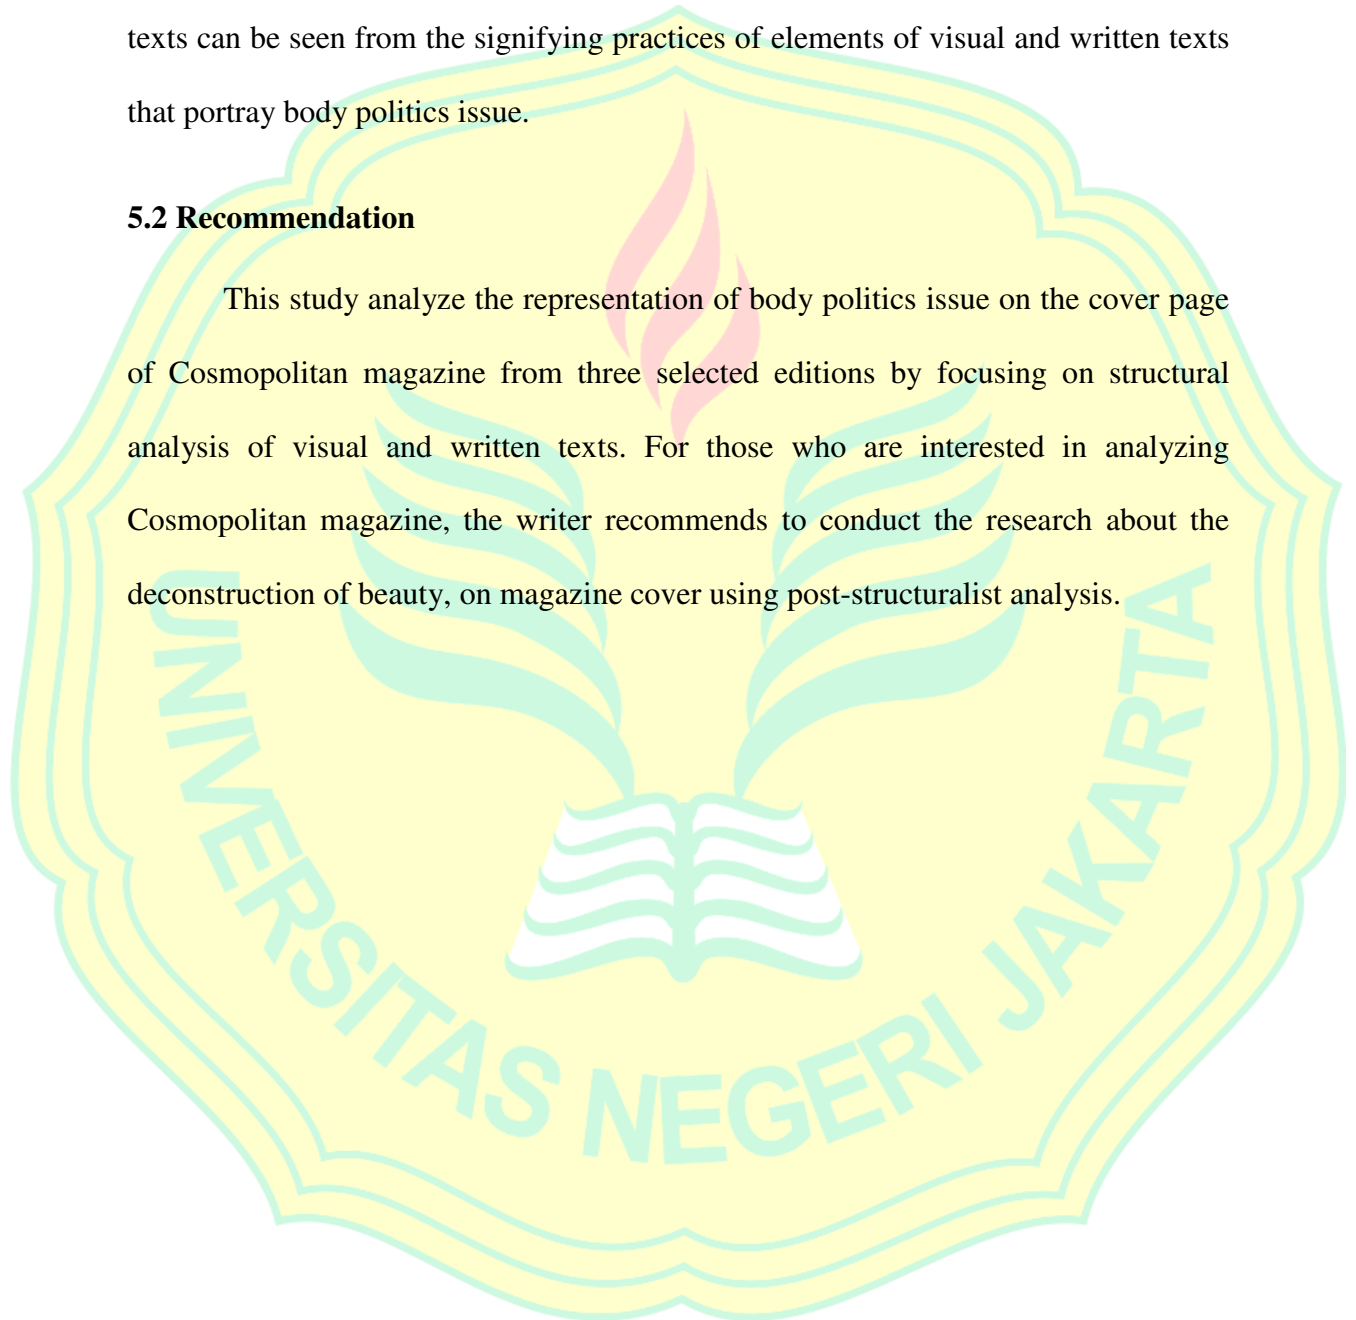 texts can be seen from the signifying practices of elements of visual and written texts
that portray body politics issue.
5.2 Recommendation
This study analyze the representation of body politics issue on the cover page
of Cosmopolitan magazine from three selected editions by focusing on structural
analysis of visual and written texts. For those who are interested in analyzing
Cosmopolitan magazine, the writer recommends to conduct the research about the
deconstruction of beauty, on magazine cover using post-structuralist analysis.
UNIVERSITAS NEGERI JAKARTA